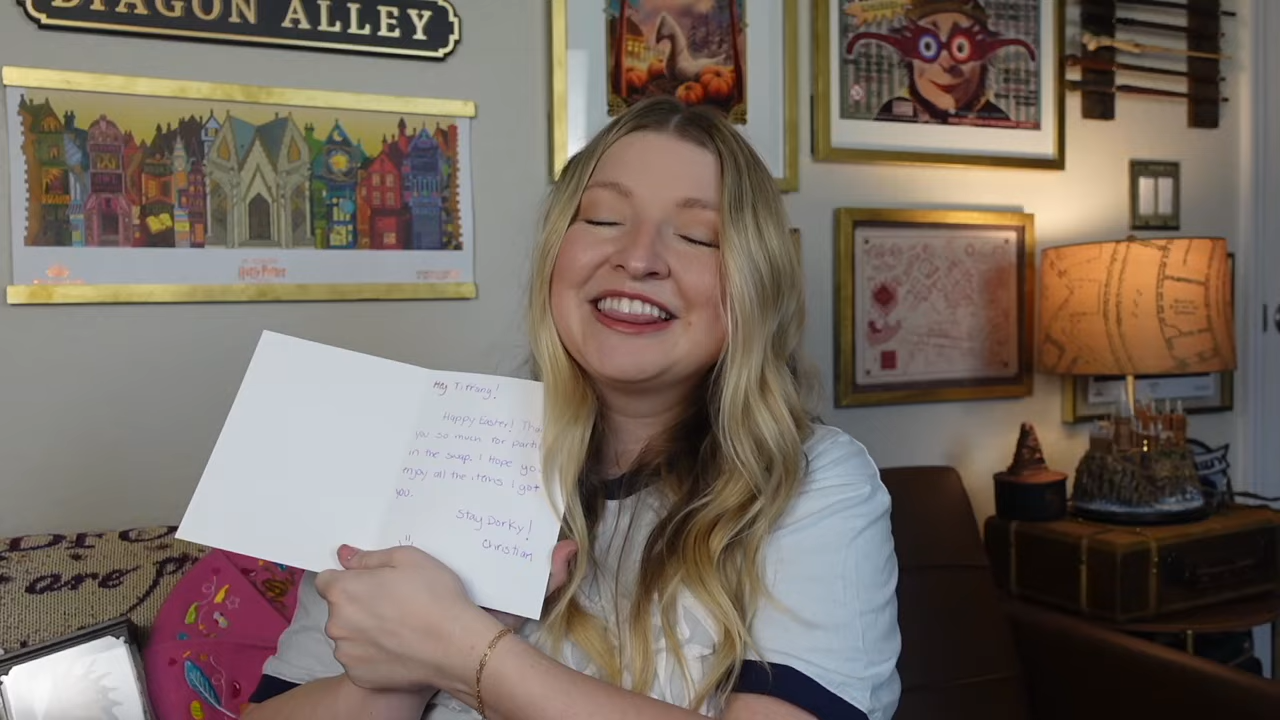 DIAGON ALLEY
Harry Potter
Hey Tiffany!
Happy Easter! Than
you so much for parti
in the swap. I hope yo
enjoy all the items I got
you.
Stay Dorky!
Christian
are p